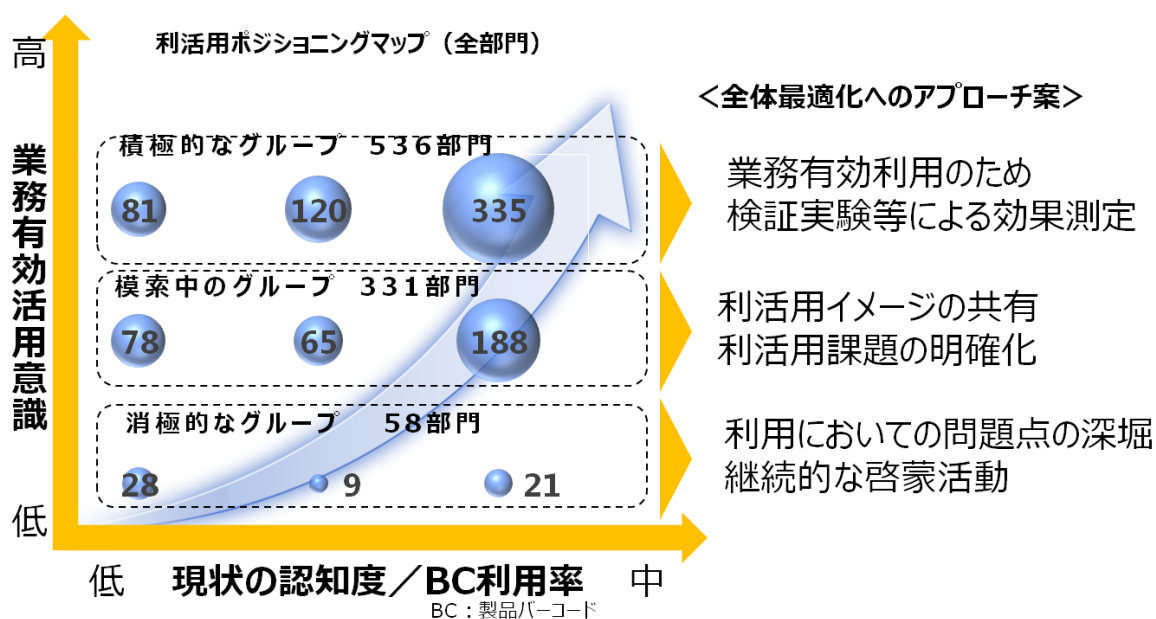 利活用ポジショニングマップ（全部門）
高
業務有効活用意識
低
積極的なグループ 536部門
81 120 335
模索中のグループ 331部門
78 65 188
消極的なグループ 58部門
28 9 21
低 現状の認知度／BC利用率 中
BC：製品バーコード
＜全体最適化へのアプローチ案＞
業務有効利用のため
検証実験等による効果測定
利活用イメージの共有
利活用課題の明確化
利用においての問題点の深堀
継続的な啓蒙活動